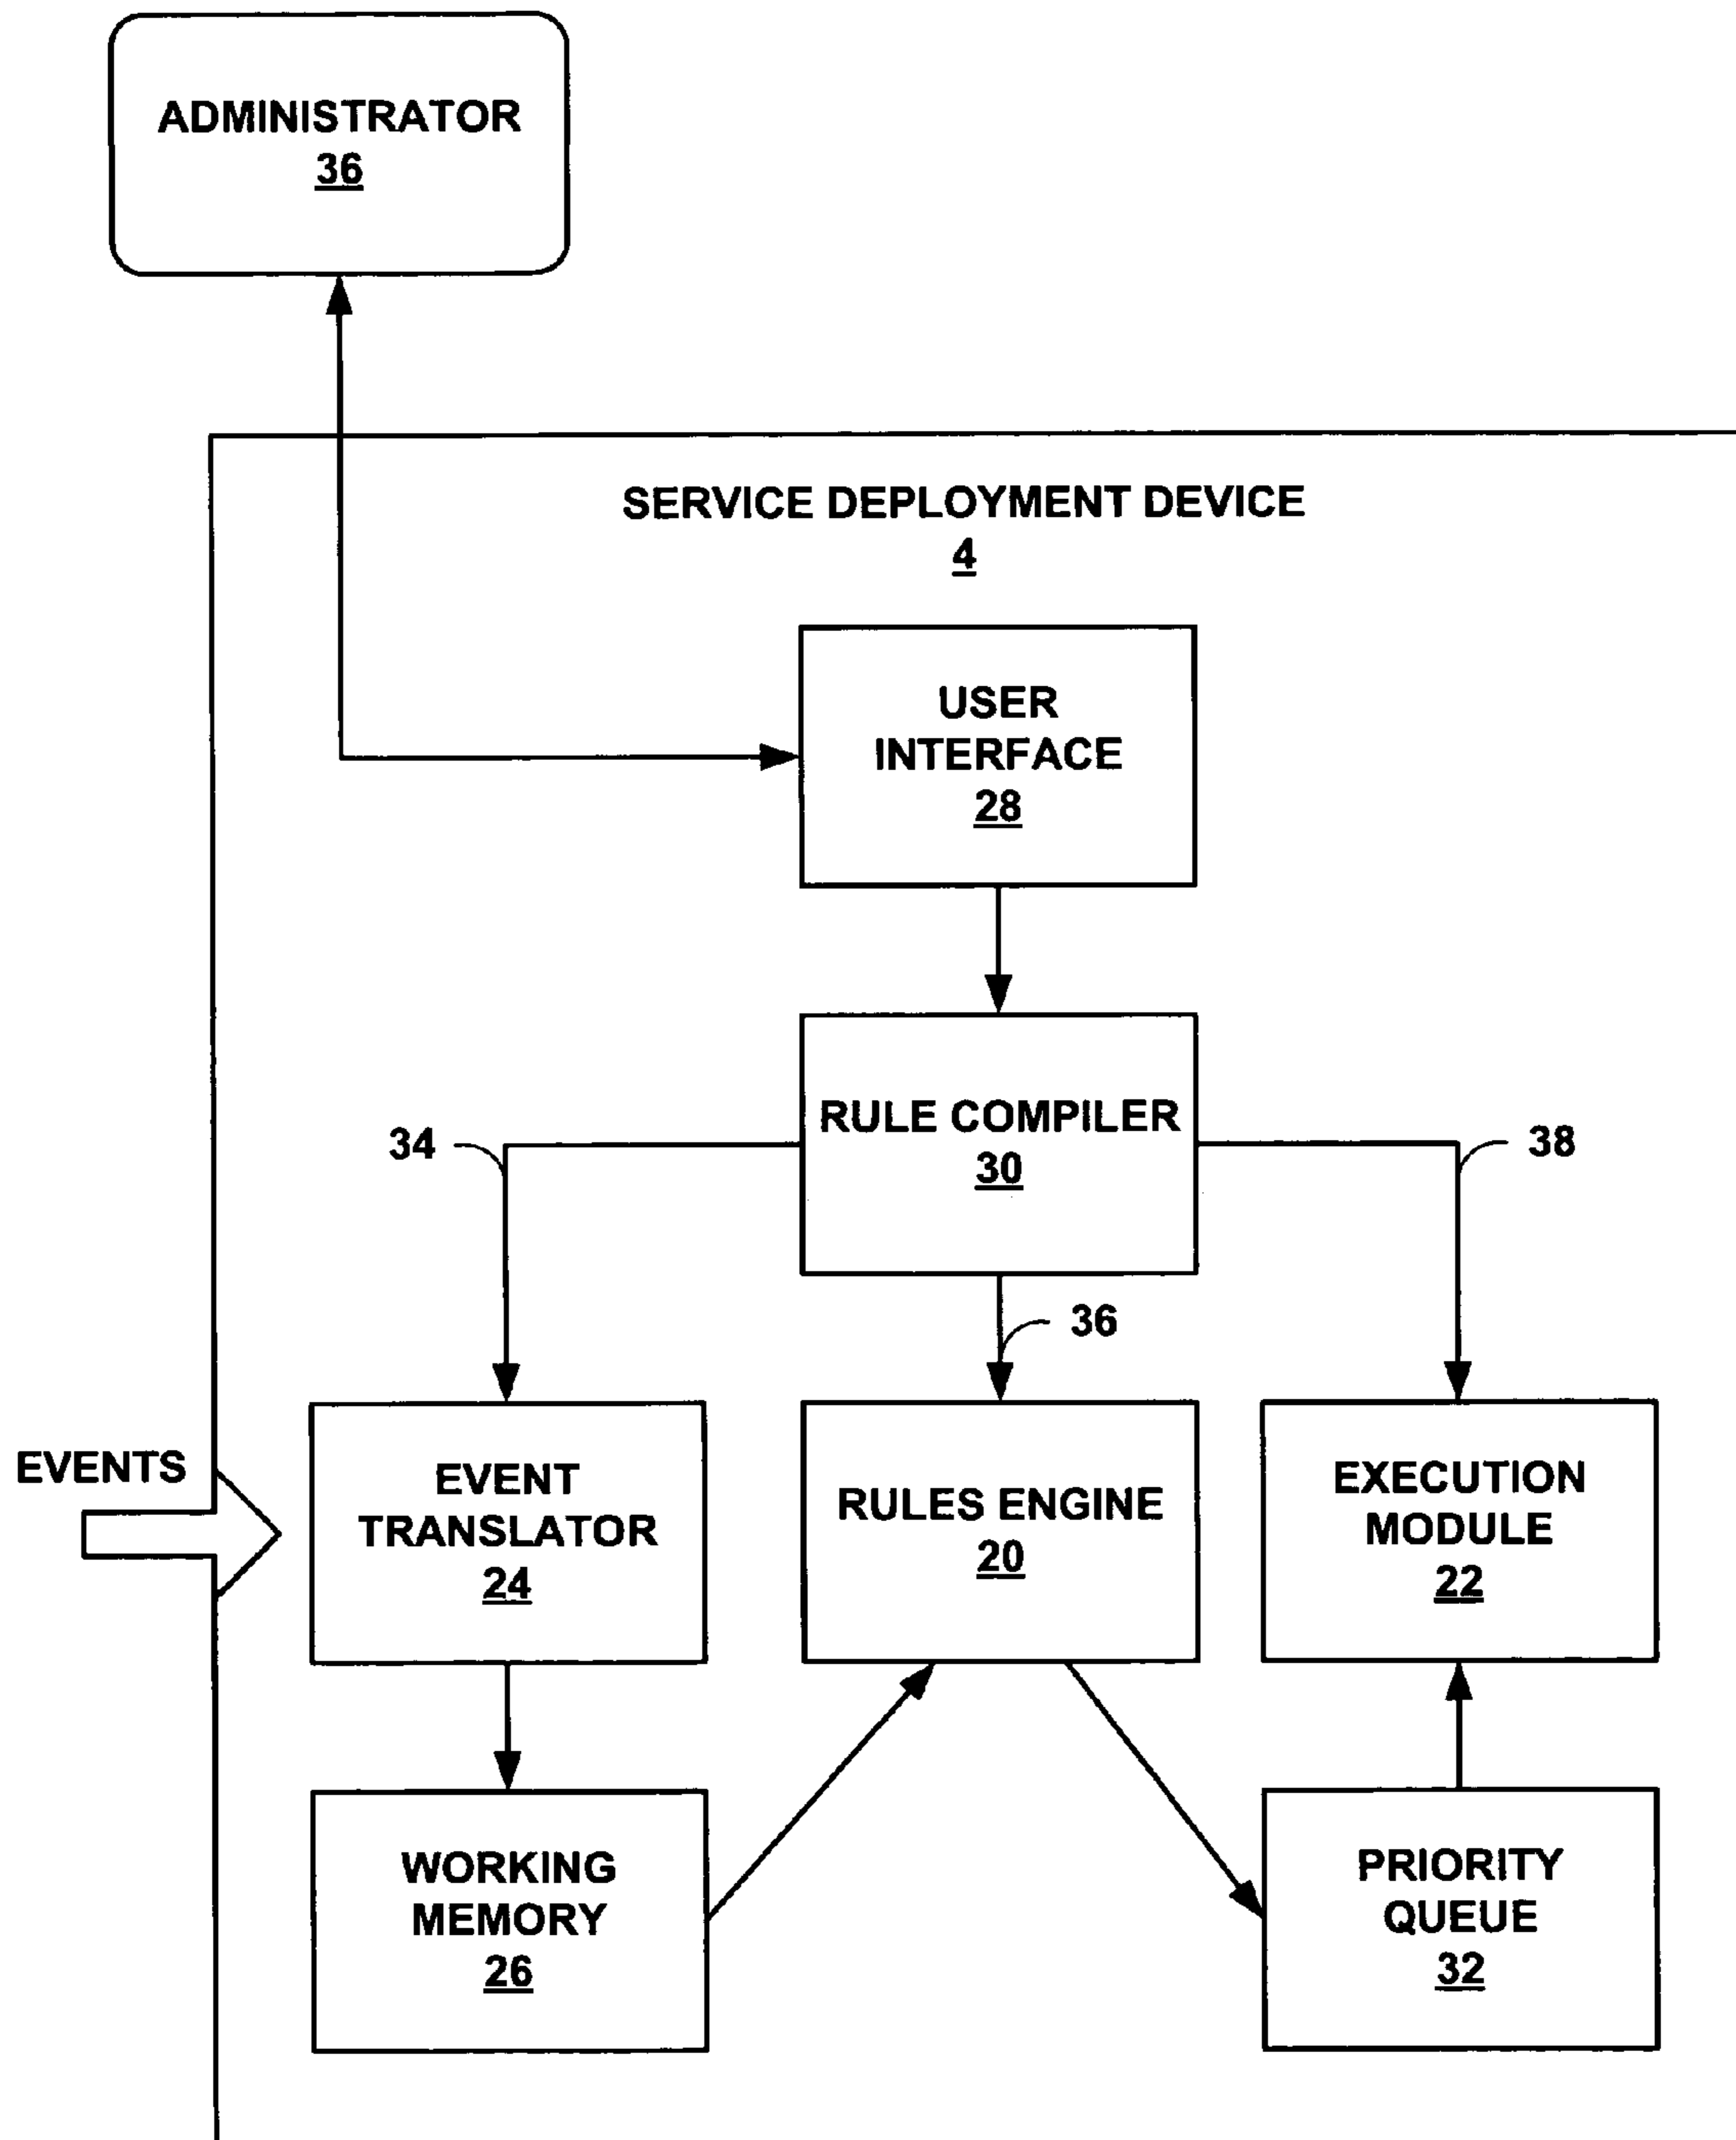 ADMINISTRATOR
36
SERVICE DEPLOYMENT DEVICE
4
USER
INTERFACE
28
RULE COMPILER
30
34
38
36
EVENTS
EVENT
TRANSLATOR
24
RULES ENGINE
20
EXECUTION
MODULE
22
WORKING
MEMORY
26
PRIORITY
QUEUE
32